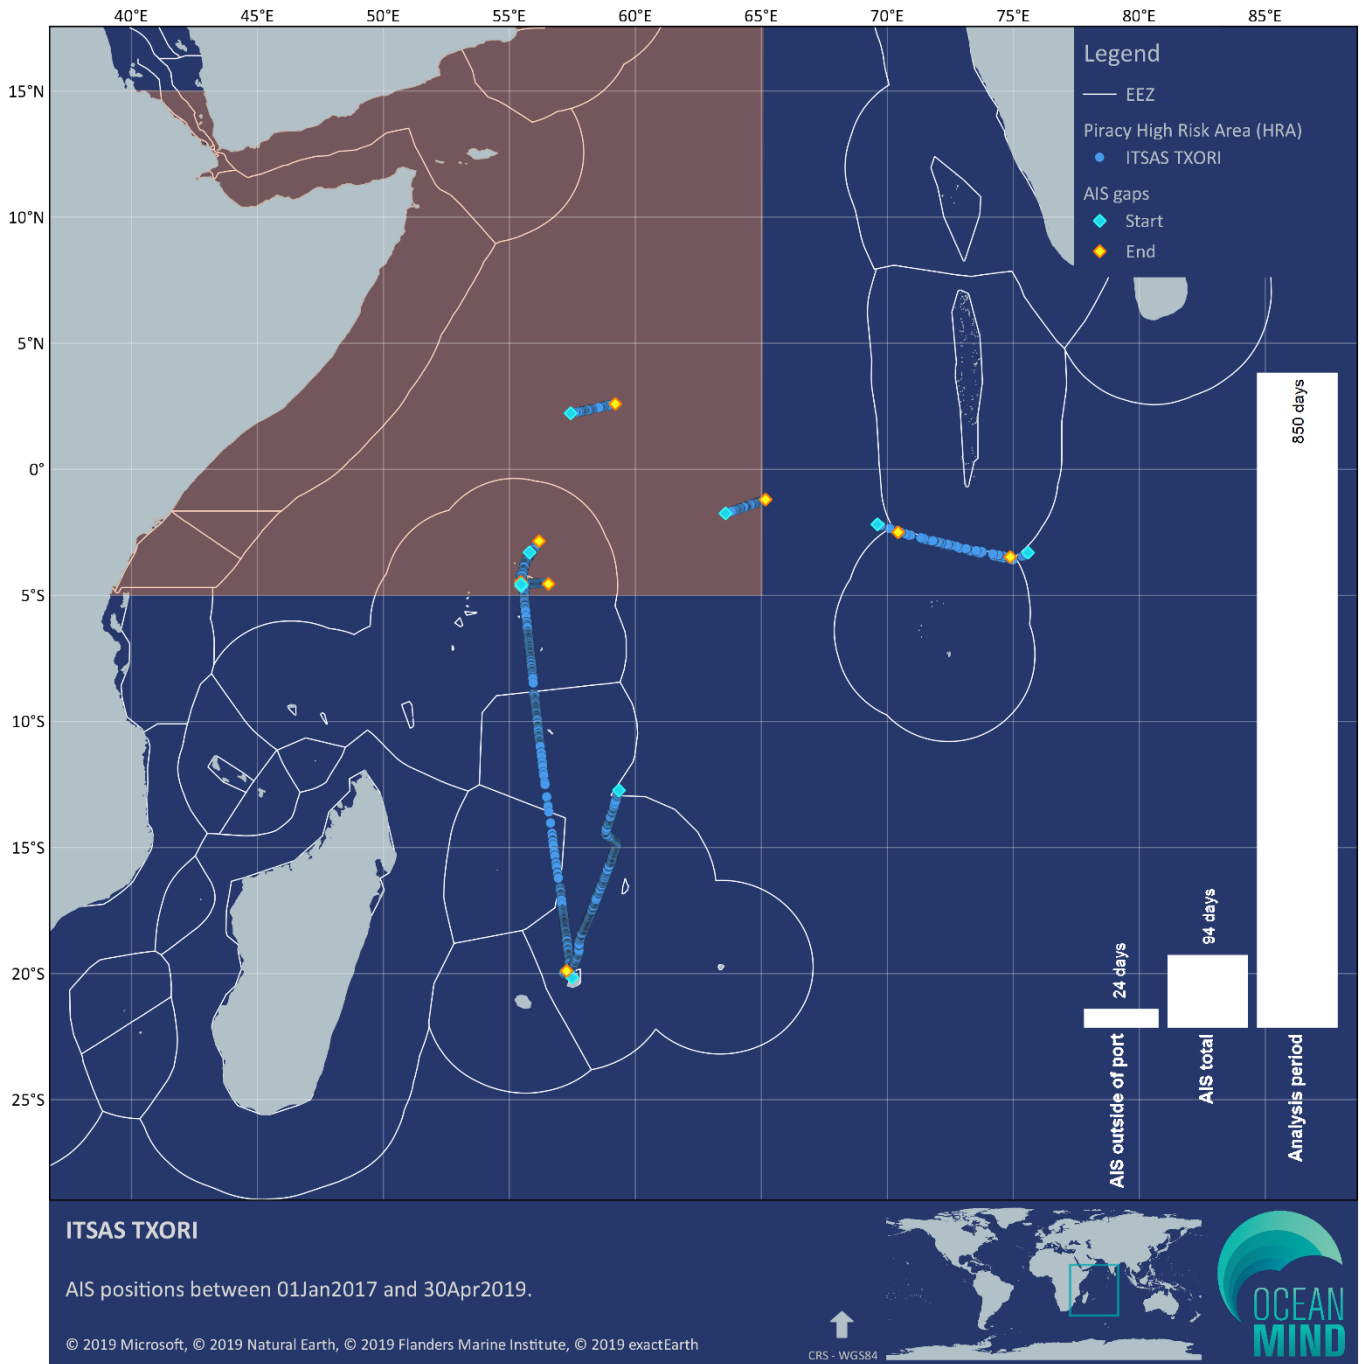 40°E 45°E 50°E 55°E 60°E 65°E 70°E 75°E 80°E 85°E
Legend
EEZ
Piracy High Risk Area (HRA)
ITSAS TXORI
AIS gaps
Start
End
15°N
10°N
5°N
0°
5°S
10°S
15°S
20°S
25°S
24 days
94 days
850 days
AIS outside of port
AIS total
Analysis period
ITSAS TXORI
AIS positions between 01Jan2017 and 30Apr2019.
© 2019 Microsoft, © 2019 Natural Earth, © 2019 Flanders Marine Institute, © 2019 exactEarth
CRS - WGS84
OCEAN
MIND